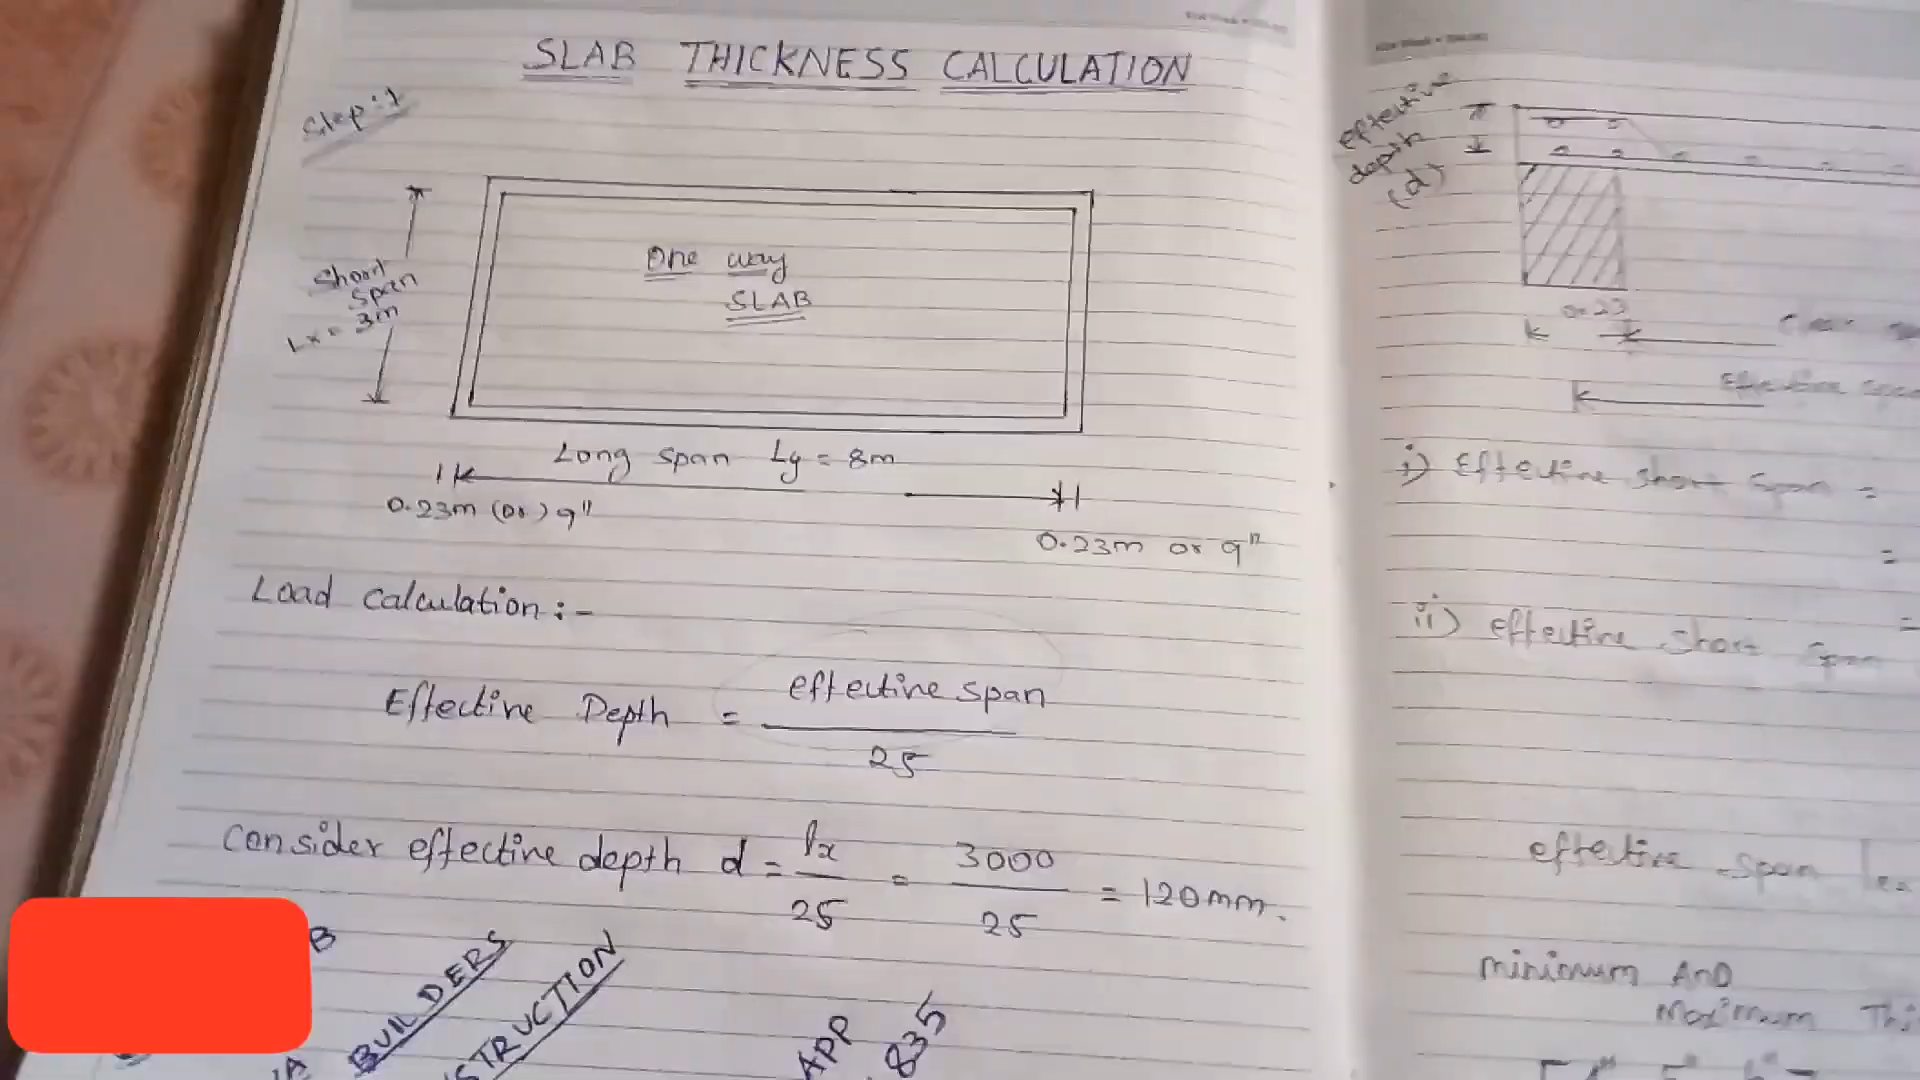 SLAB THICKNESS CALCULATION
Step:1
One way
SLAB
Short
Span
Lx = 3m
Long span Ly = 8m
0.23m (or) 9"
0.23m or 9"
Load calculation:-
Effective Depth = effective span
25
Consider effective depth d = lx = 3000 = 120mm.
25 25
B
BUILDERS
STRUCTION
APP
835
effective
depth
(d)
0.23
Effective
i) Effective short span =
=
ii) effective short span
=
effective span
minimum AND
Maximum Thi